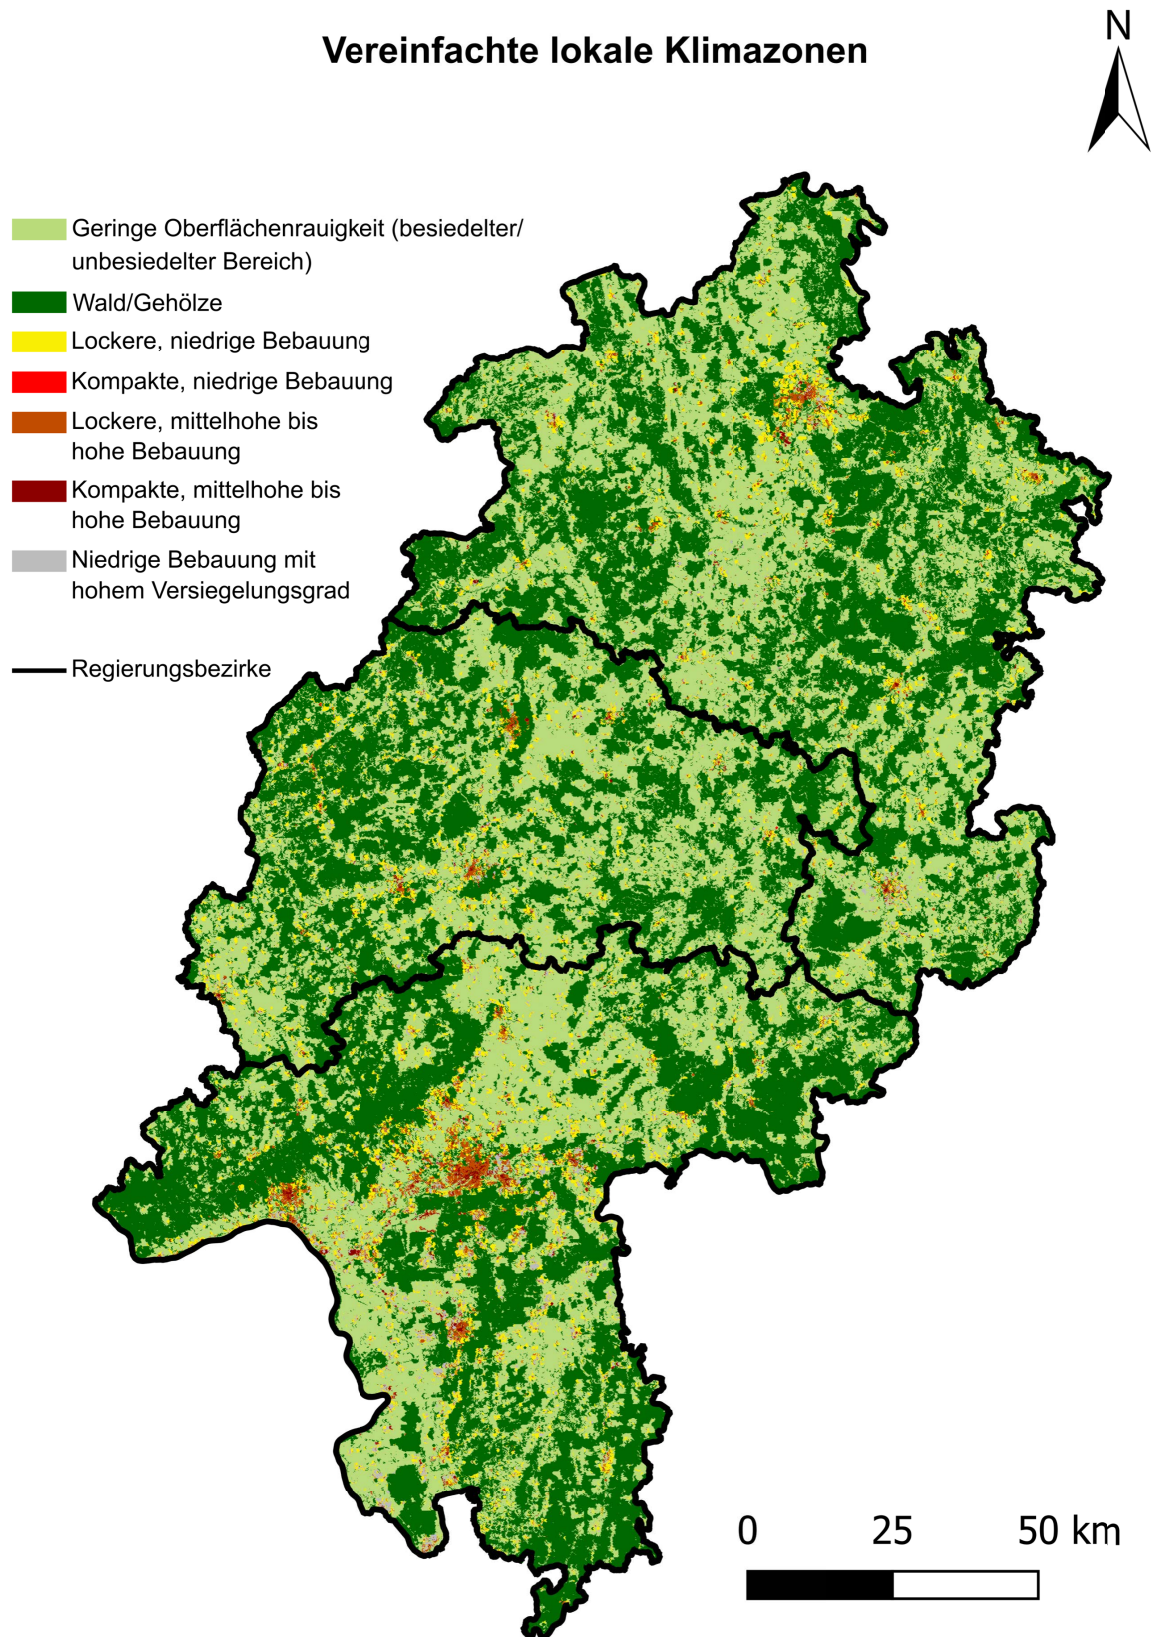 N
Vereinfachte lokale Klimazonen
Geringe Oberflächenrauigkeit (besiedelter/
unbesiedelter Bereich)
Wald/Gehölze
Lockere, niedrige Bebauung
Kompakte, niedrige Bebauung
Lockere, mittelhohe bis
hohe Bebauung
Kompakte, mittelhohe bis
hohe Bebauung
Niedrige Bebauung mit
hohem Versiegelungsgrad
Regierungsbezirke
0 25 50 km